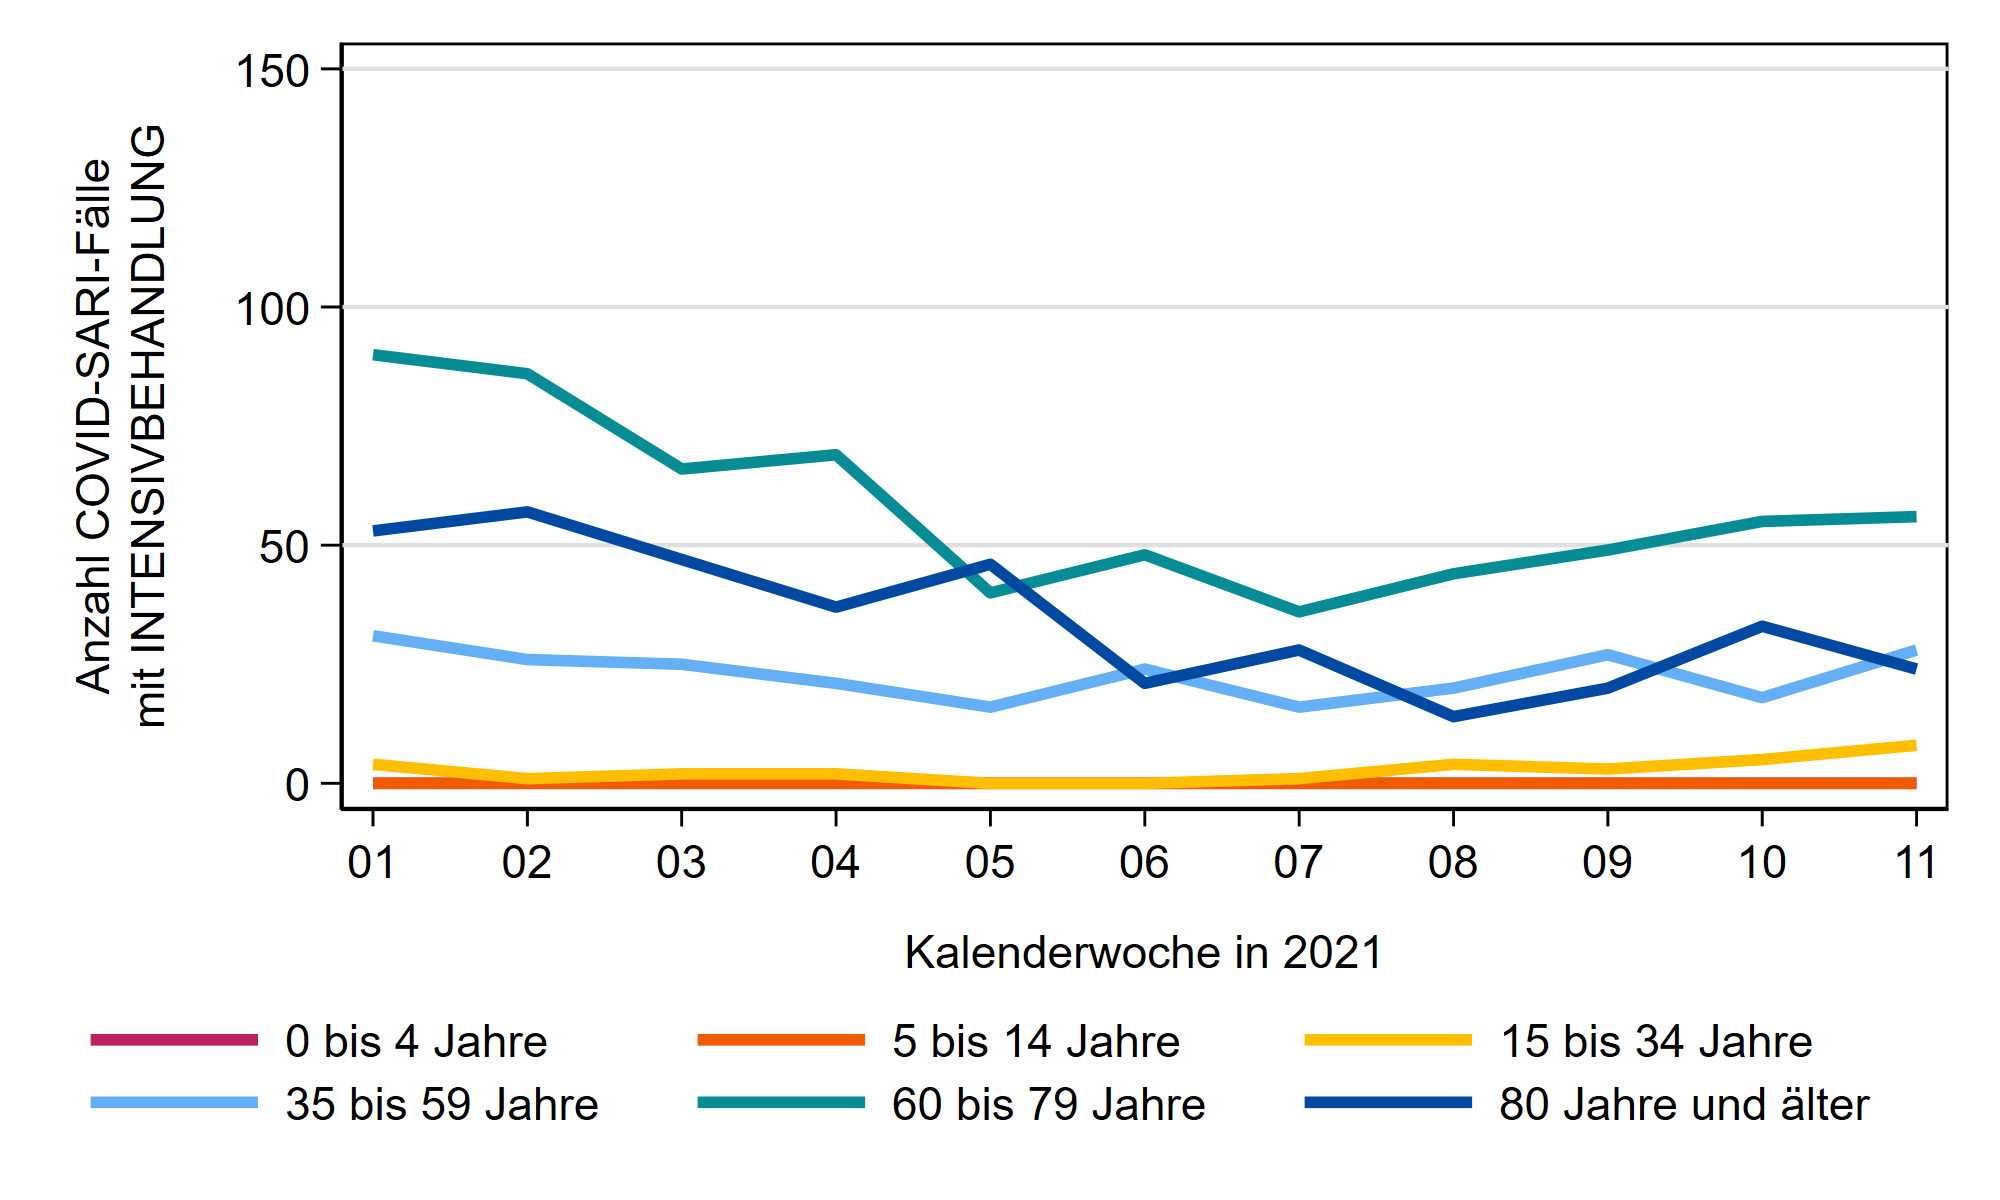 Anzahl COVID-SARI-Fälle
mit INTENSIVBEHANDLUNG
150
100
50
0
01 02 03 04 05 06 07 08 09 10 11
Kalenderwoche in 2021
0 bis 4 Jahre 5 bis 14 Jahre 15 bis 34 Jahre
35 bis 59 Jahre 60 bis 79 Jahre 80 Jahre und älter